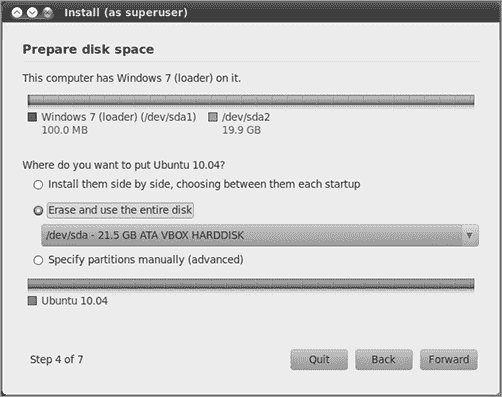 Install (as superuser)
Prepare disk space
This computer has Windows 7 (loader) on it.
Windows 7 (loader) (/dev/sda1) /dev/sda2
100.0 MB 19.9 GB
Where do you want to put Ubuntu 10.04?
Install them side by side, choosing between them each startup
Erase and use the entire disk
/dev/sda - 21.5 GB ATA VBOX HARDDISK
Specify partitions manually (advanced)
Ubuntu 10.04
Step 4 of 7 Quit Back Forward